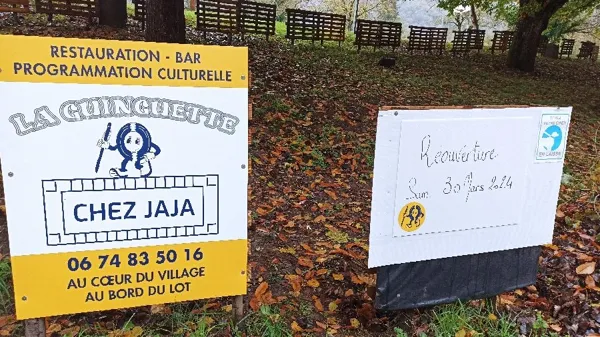 RESTAURATION - BAR
PROGRAMMATION CULTURELLE
LA GUINGUETTE
CHEZ JAJA
06 74 83 50 16
AU CŒUR DU VILLAGE
AU BORD DU LOT
Réouverture
Sam 30 Mars 2024